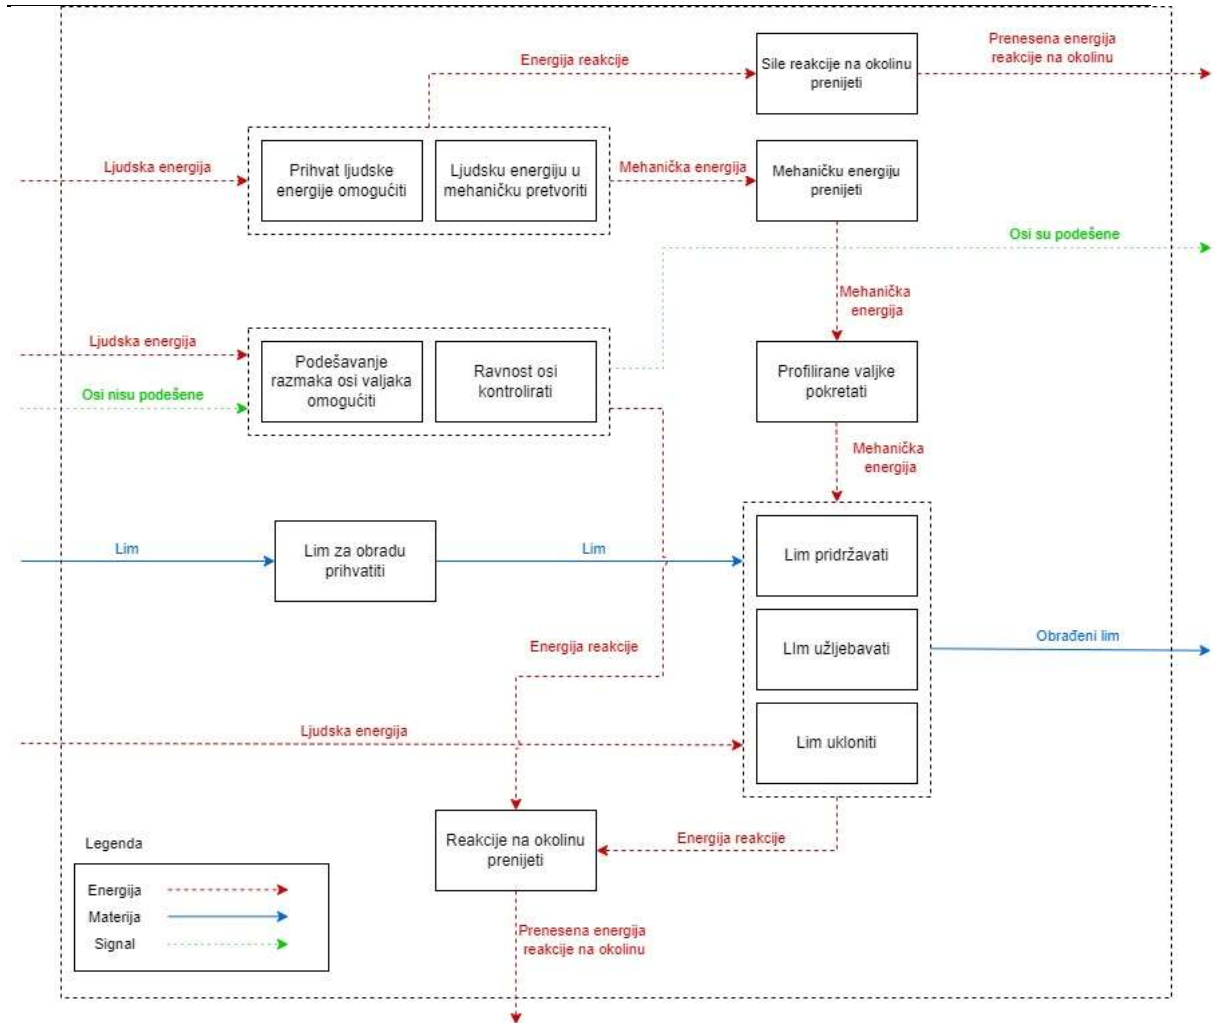 Energija reakcije
Sile reakcije na okolinu
prenijeti
Prenesena energija
reakcije na okolinu
Ljudska energija
Prihvat ljudske
energije omogućiti
Ljudsku energiju u
mehaničku pretvoriti
Mehanička energija
Mehaničku energiju
prenijeti
Osi su podešene
Mehanička
energija
Ljudska energija
Osi nisu podešene
Podešavanje
razmaka osi valjaka
omogućiti
Ravnost osi
kontrolirati
Profilirane valjke
pokretati
Mehanička
energija
Lim
Lim za obradu
prihvatiti
Lim
Lim pridržavati
LIm užljebavati
Lim ukloniti
Obrađeni lim
Energija reakcije
Ljudska energija
Reakcije na okolinu
prenijeti
Energija reakcije
Prenesena energija
reakcije na okolinu
Legenda
Energija
Materija
Signal